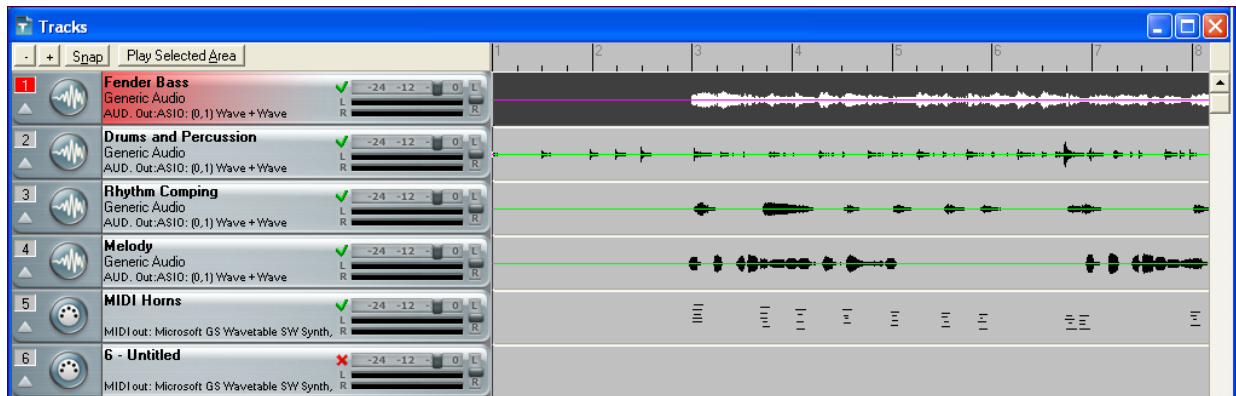 Tracks
- + Snap Play Selected Area 1 2 3 4 5 6 7 8
1 Fender Bass -24 -12 - 0 L
Generic Audio L
AUD. Out:ASIO: (0,1) Wave + Wave R R
2 Drums and Percussion -24 -12 - 0 L
Generic Audio L
AUD. Out:ASIO: (0,1) Wave + Wave R R
3 Rhythm Comping -24 -12 - 0 L
Generic Audio L
AUD. Out:ASIO: (0,1) Wave + Wave R R
4 Melody -24 -12 - 0 L
Generic Audio L
AUD. Out:ASIO: (0,1) Wave + Wave R R
5 MIDI Horns -24 -12 - 0 L
L
MIDI out: Microsoft GS Wavetable SW Synth, R R
6 6 - Untitled -24 -12 - 0 L
L
MIDI out: Microsoft GS Wavetable SW Synth, R R